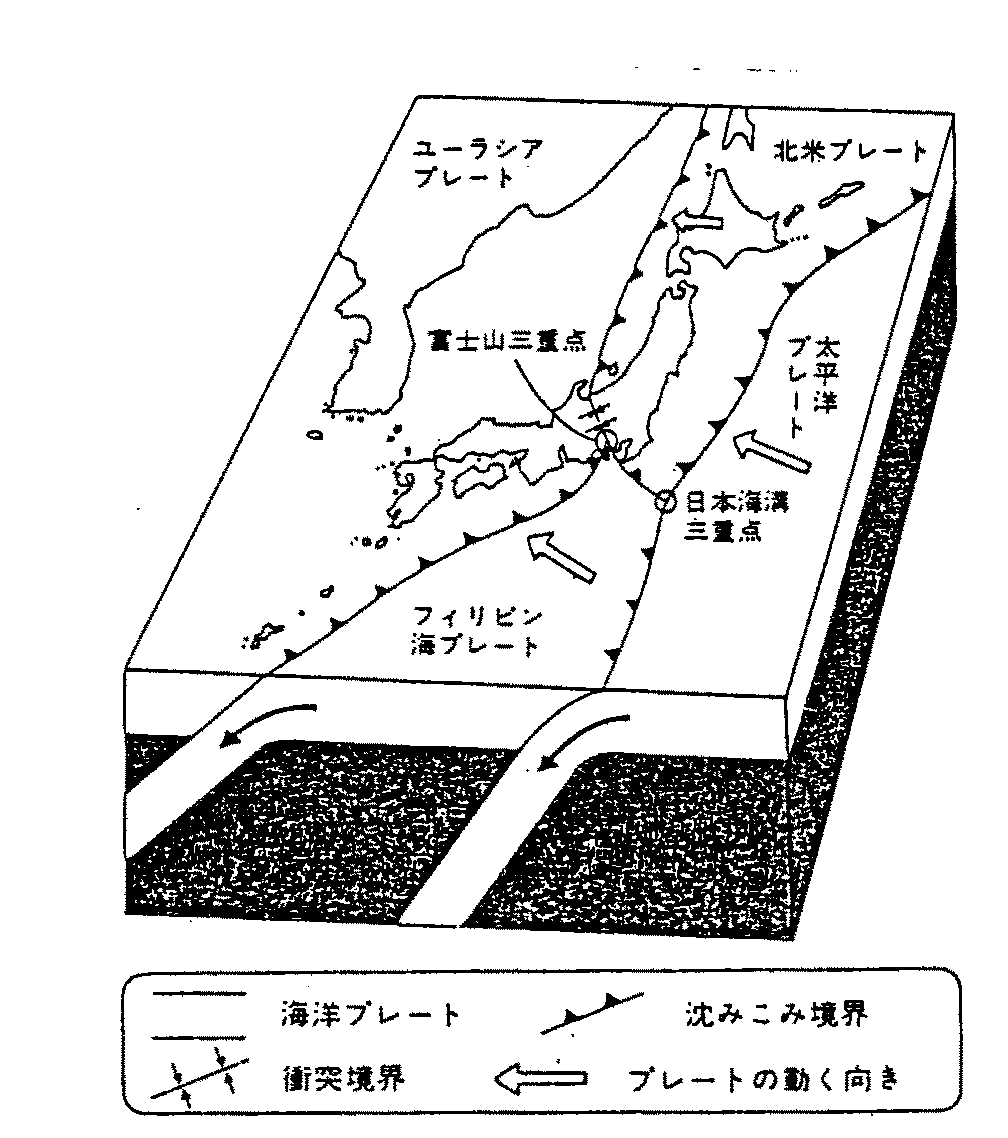 ユーラシア
プレート
北米プレート
富士山三重点
太平洋
プレート
日本海溝
三重点
フィリピン
海プレート
海洋プレート
沈みこみ境界
衝突境界
プレートの動く向き